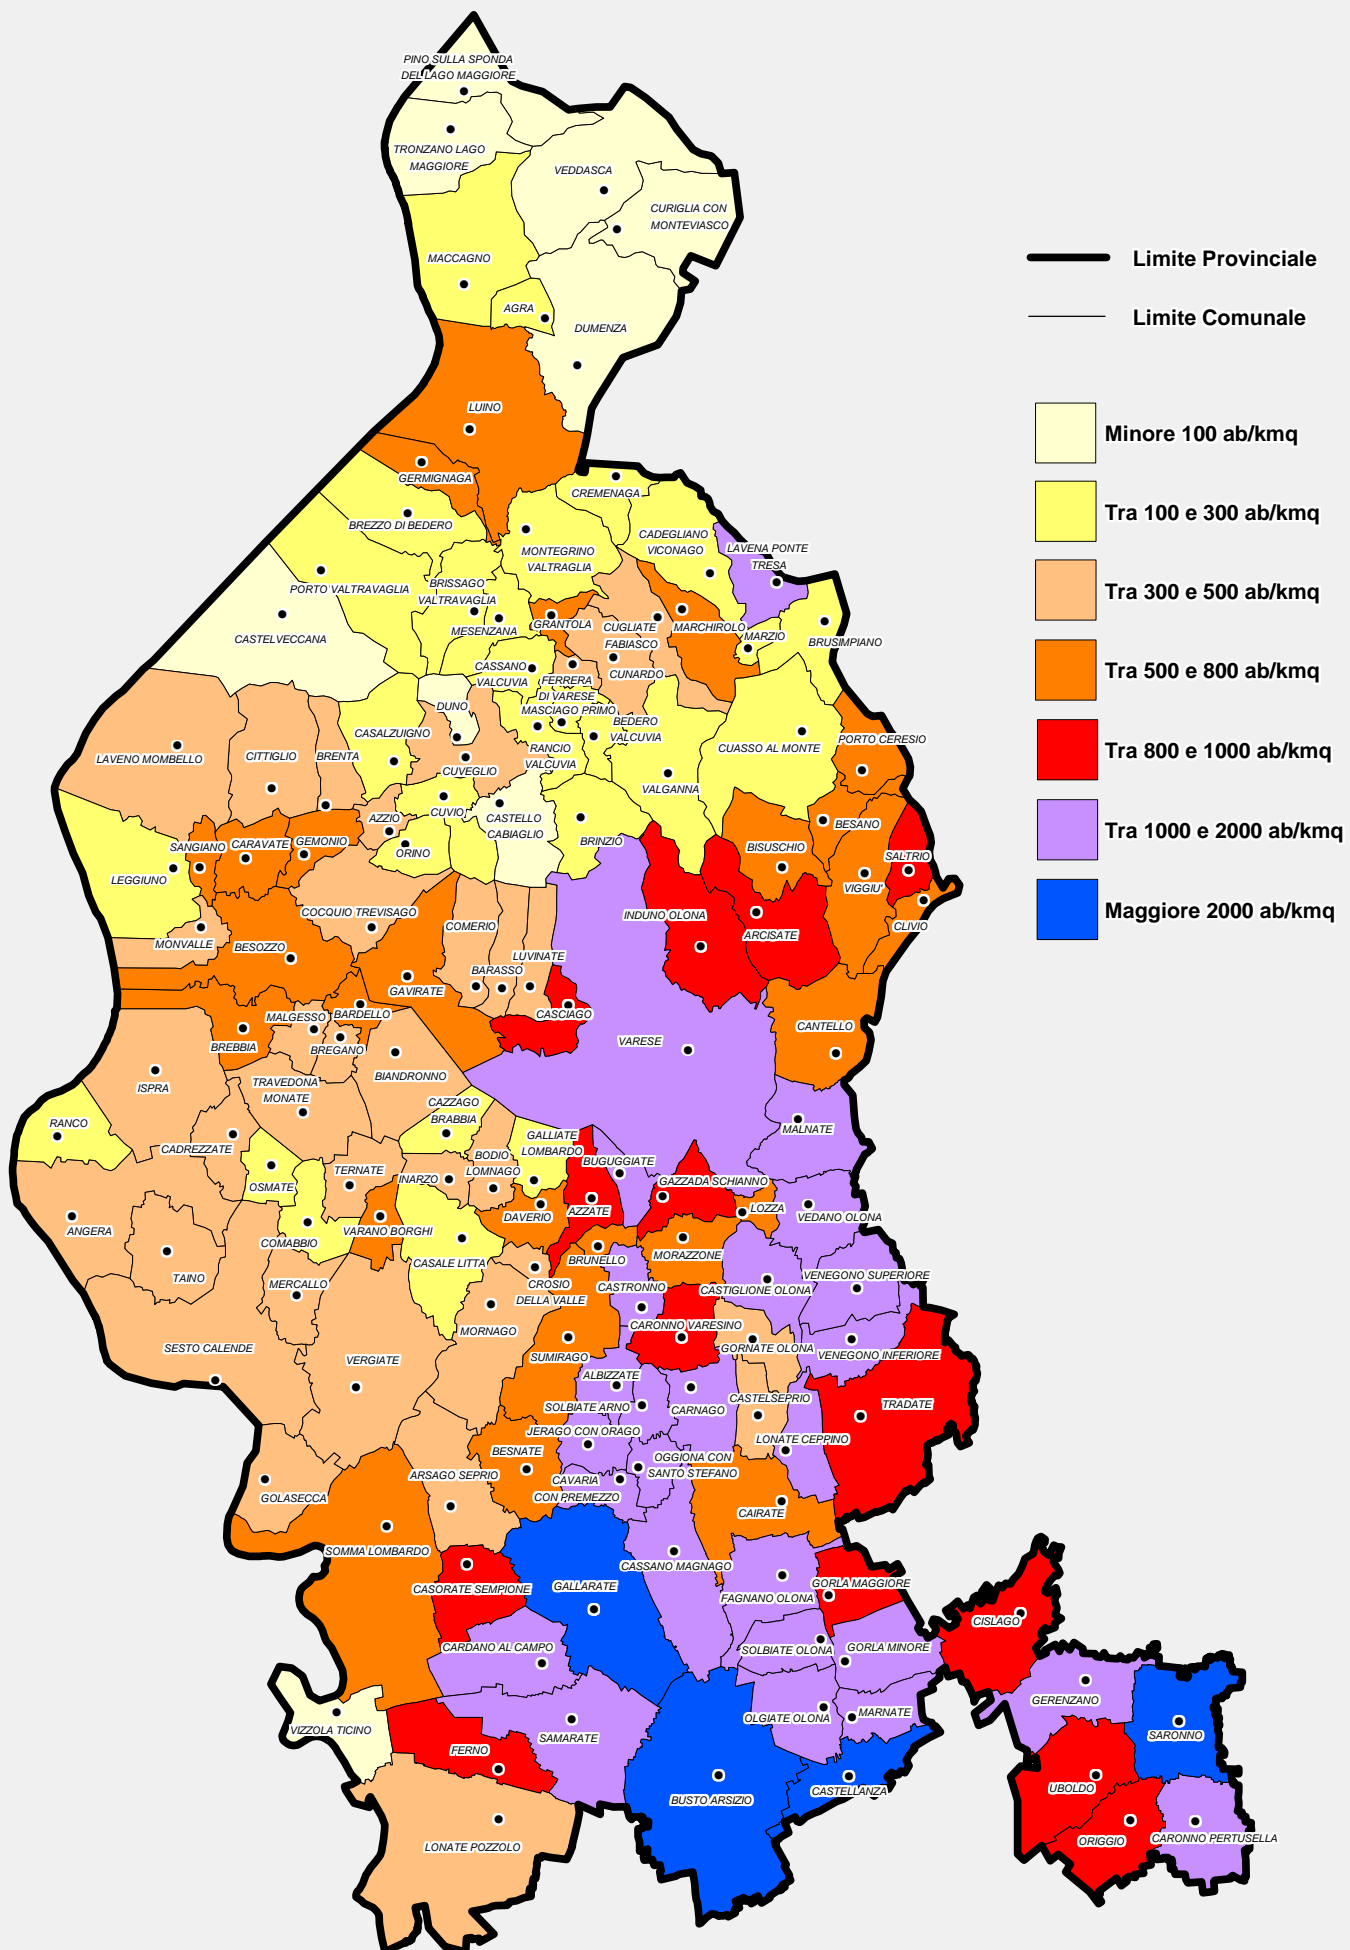 PINO SULLA SPONDA
DEL LAGO MAGGIORE
TRONZANO LAGO
MAGGIORE
VEDDASCA
CURIGLIA CON
MONTEVIASCO
MACCAGNO
AGRA
DUMENZA
LUINO
GERMIGNAGA
CREMENAGA
BREZZO DI BEDERO
MONTEGRINO
VALTRAGLIA
CADEGLIANO
VICONAGO
LAVENA PONTE
TRESA
PORTO VALTRAVAGLIA
BRISSAGO
VALTRAVAGLIA
MESENZANA
GRANTOLA
CUGLIATE
FABIASCO
MARCHIROLO
MARZIO
BRUSIMPIANO
CASTELVECCANA
CASSANO
VALCUVIA
FERRERA
DI VARESE
CUNARDO
MASCIAGO PRIMO
DUNO
RANCIO
VALCUVIA
BEDERO
VALCUVIA
CUASSO AL MONTE
PORTO CERESIO
LAVENO MOMBELLO
CITTIGLIO
BRENTA
CASALZUIGNO
CUVEGLIO
VALGANNA
CUVIO
CASTELLO
CABIAGLIO
BRINZIO
AZZIO
ORINO
BESANO
BISUSCHIO
VIGGIU'
SALTRIO
CLIVIO
LEGGIUNO
SANGIANO
CARAVATE
GEMONIO
MONVALLE
BESOZZO
COCQUIO TREVISAGO
COMERIO
BARASSO
LUVINATE
INDUNO OLONA
ARCISATE
GAVIRATE
CASCIAGO
CANTELLO
BREBBIA
MALGESSO
BARDELLO
BREGANO
VARESE
ISPRA
TRAVEDONA
MONATE
BIANDRONNO
RANCO
CADREZZATE
CAZZAGO
BRABBIA
MALNATE
OSMATE
TERNATE
INARZO
BODIO
LOMNAGO
GALLIATE
LOMBARDO
BUGUGGIATE
GAZZADA SCHIANNO
ANGERA
COMABBIO
VARANO BORGHI
DAVERIO
AZZATE
LOZZA
VEDANO OLONA
TAINO
MERCALLO
CASALE LITTA
BRUNELLO
MORAZZONE
CROSIO
DELLA VALLE
CASTRONNO
CASTIGLIONE OLONA
VENEGONO SUPERIORE
SESTO CALENDE
VERGIATE
MORNAGO
SUMIRAGO
CARONNO VARESINO
GORNATE OLONA
VENEGONO INFERIORE
ALBIZZATE
SOLBIATE ARNO
CARNAGO
CASTELSEPRIO
TRADATE
JERAGO CON ORAGO
LONATE CEPPINO
BESNATE
OGGIONA CON
SANTO STEFANO
GOLASECCA
ARSAGO SEPRIO
CAVARIA
CON PREMEZZO
CAIRATE
SOMMA LOMBARDO
CASORATE SEMPIONE
GALLARATE
CASSANO MAGNAGO
FAGNANO OLONA
GORLA MAGGIORE
CISLAGO
CARDANO AL CAMPO
SOLBIATE OLONA
GORLA MINORE
VIZZOLA TICINO
SAMARATE
OLGIATE OLONA
MARNATE
GERENZANO
SARONNO
FERNO
BUSTO ARSIZIO
CASTELLANZA
UBOLDO
LONATE POZZOLO
ORIGGIO
CARONNO PERTUSELLA
Limite Provinciale
Limite Comunale
Minore 100 ab/kmq
Tra 100 e 300 ab/kmq
Tra 300 e 500 ab/kmq
Tra 500 e 800 ab/kmq
Tra 800 e 1000 ab/kmq
Tra 1000 e 2000 ab/kmq
Maggiore 2000 ab/kmq